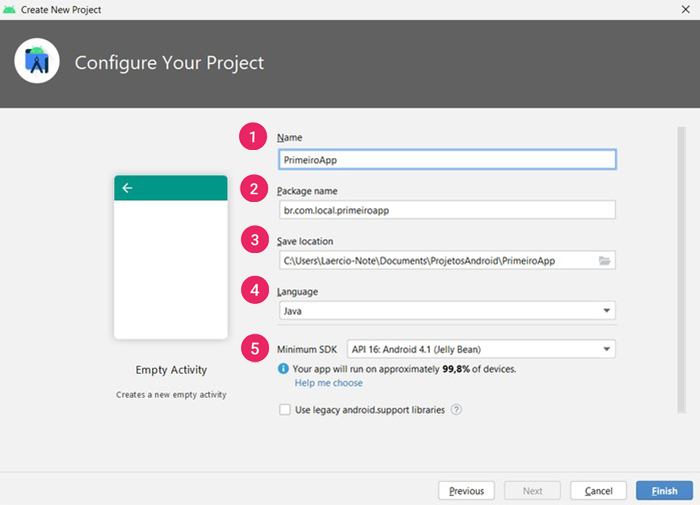 Create New Project
Configure Your Project
1 Name
PrimeiroApp
2 Package name
br.com.local.primeiroapp
3 Save location
C:\Users\Laercio-Note\Documents\ProjetosAndroid\PrimeiroApp
4 Language
Java
5 Minimum SDK API 16: Android 4.1 (Jelly Bean)
Your app will run on approximately 99,8% of devices.
Help me choose
Use legacy android.support libraries ?
Empty Activity
Creates a new empty activity
Previous Next Cancel Finish